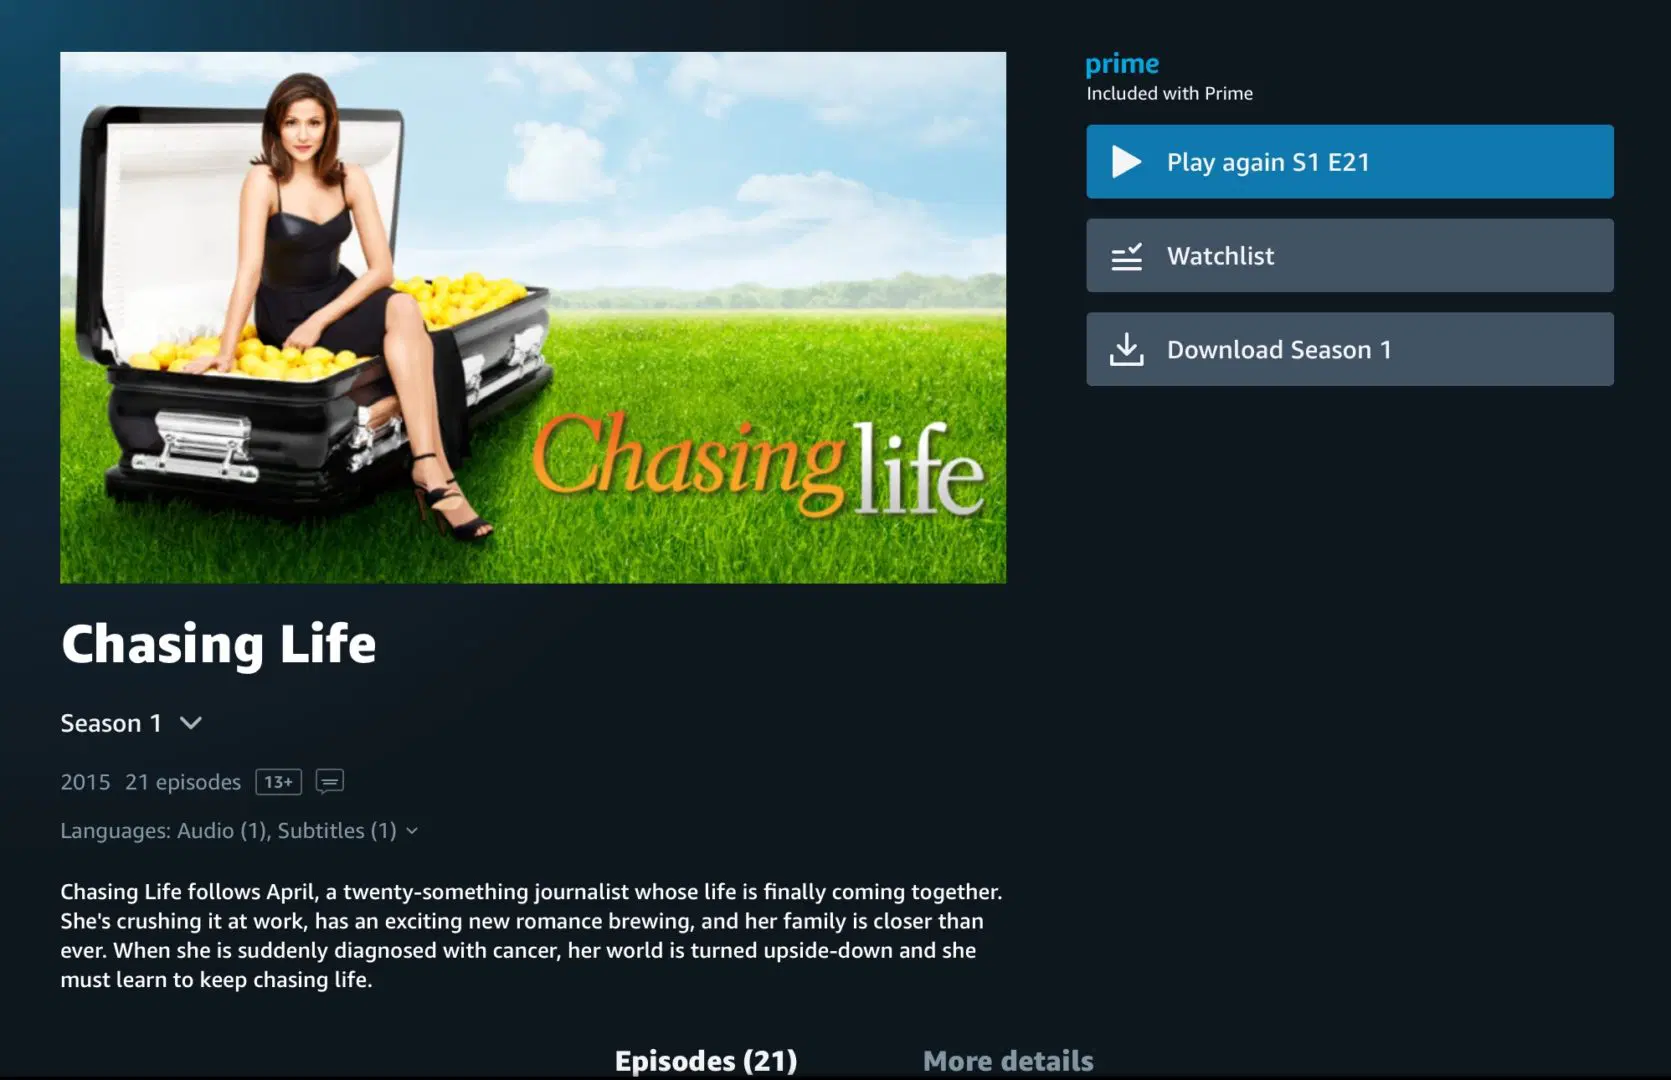 Chasing life
prime
Included with Prime
Play again S1 E21
Watchlist
Download Season 1
Chasing Life
Season 1
2015 21 episodes 13+
Languages: Audio (1), Subtitles (1)
Chasing Life follows April, a twenty-something journalist whose life is finally coming together.
She's crushing it at work, has an exciting new romance brewing, and her family is closer than
ever. When she is suddenly diagnosed with cancer, her world is turned upside-down and she
must learn to keep chasing life.
Episodes (21) More details